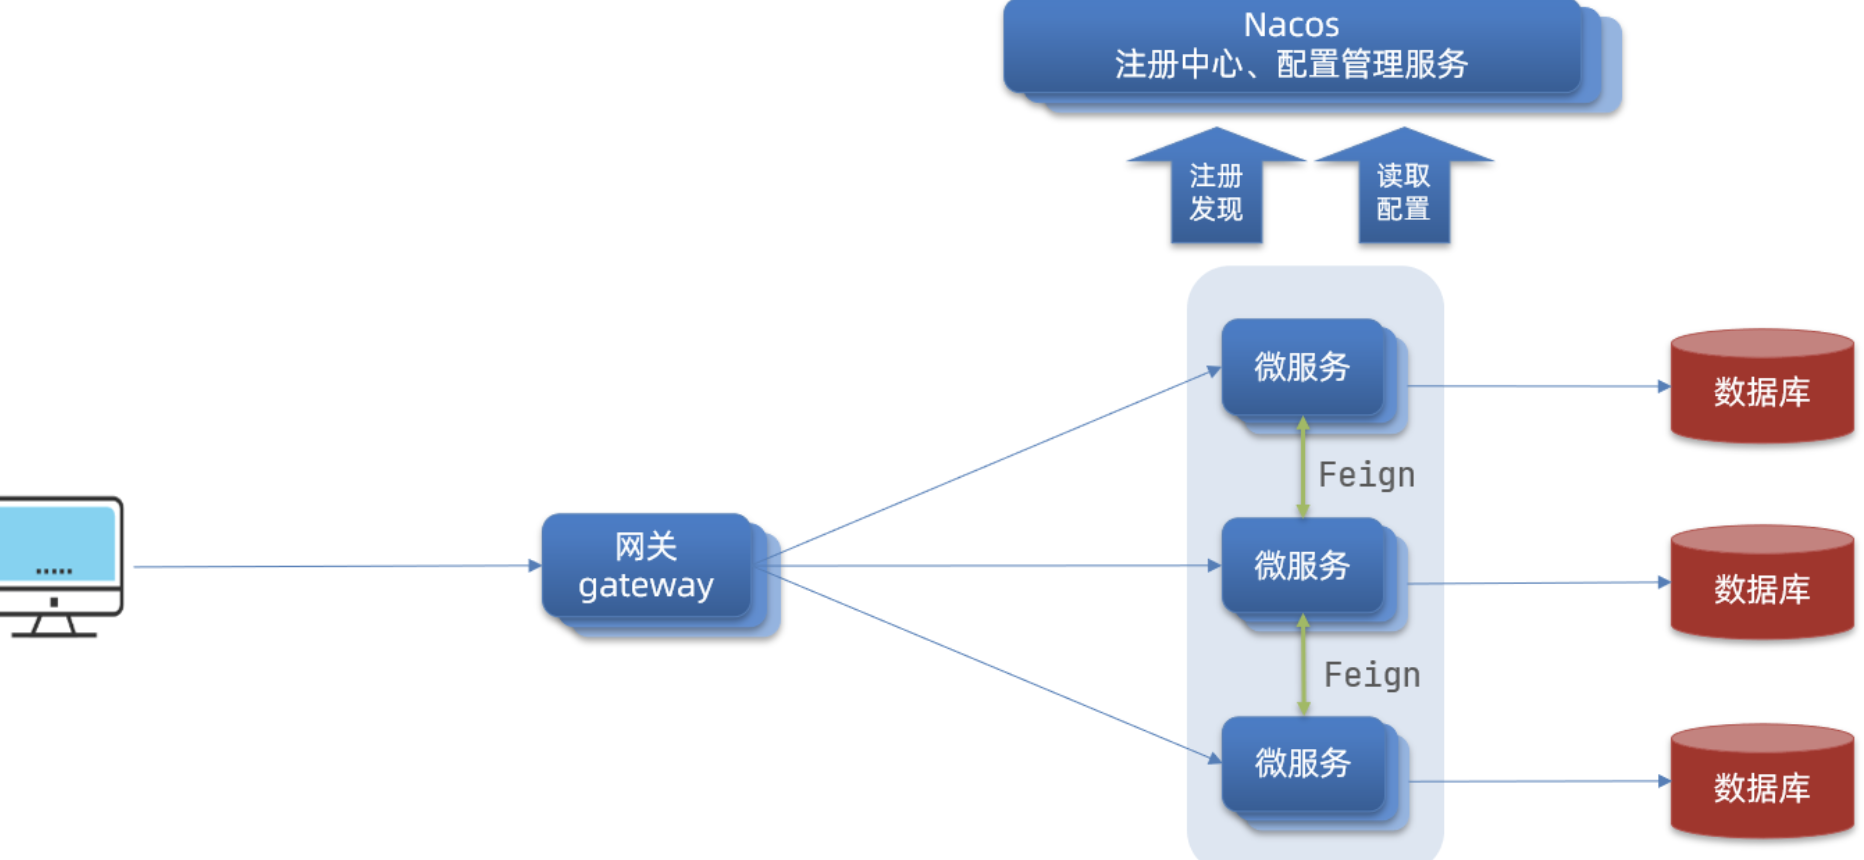 Nacos
注册中心、配置管理服务
注册
发现
读取
配置
微服务
数据库
Feign
网关
gateway
微服务
数据库
Feign
微服务
数据库